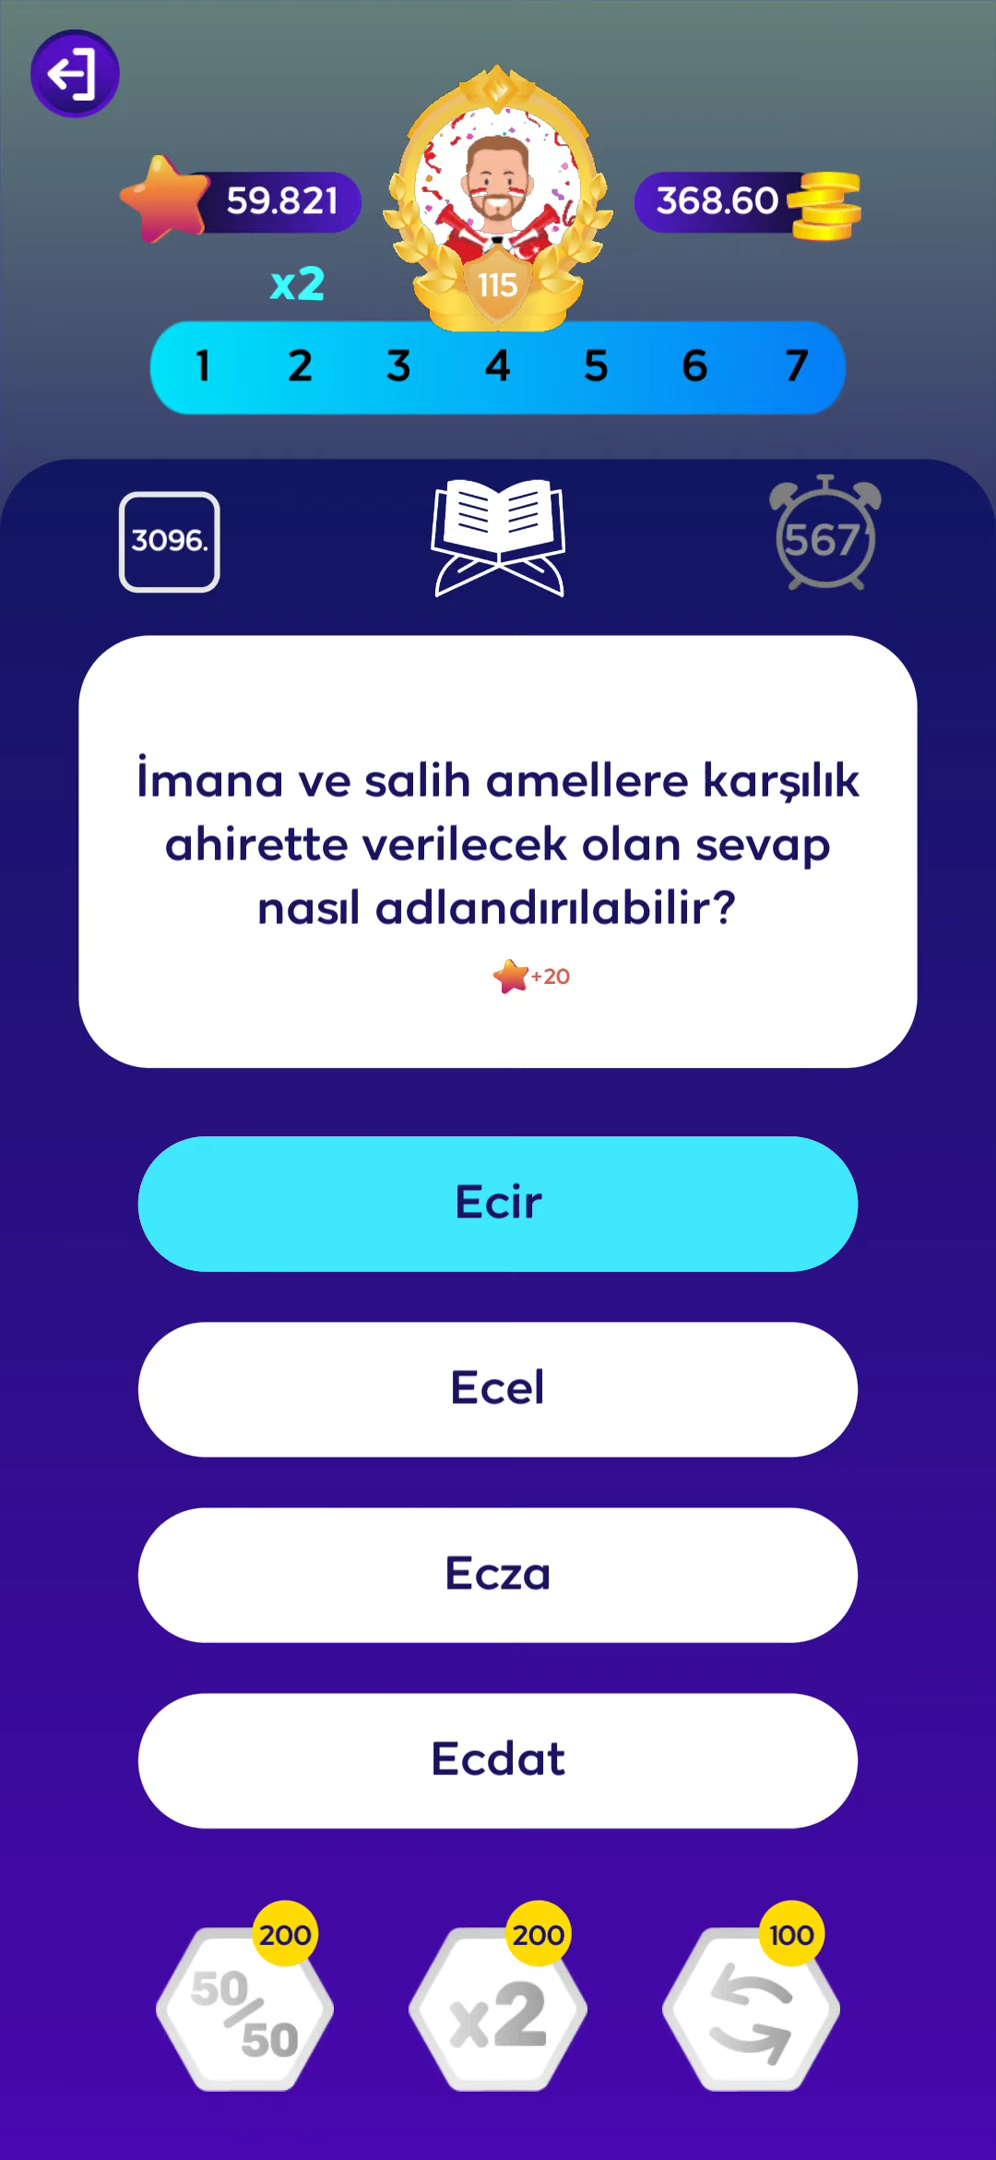 59.821
368.60
x2
115
1 2 3 4 5 6 7
3096.
567
İmana ve salih amellere karşılık
ahirette verilecek olan sevap
nasıl adlandırılabilir?
+20
Ecir
Ecel
Ecza
Ecdat
200
50/50
200
x2
100